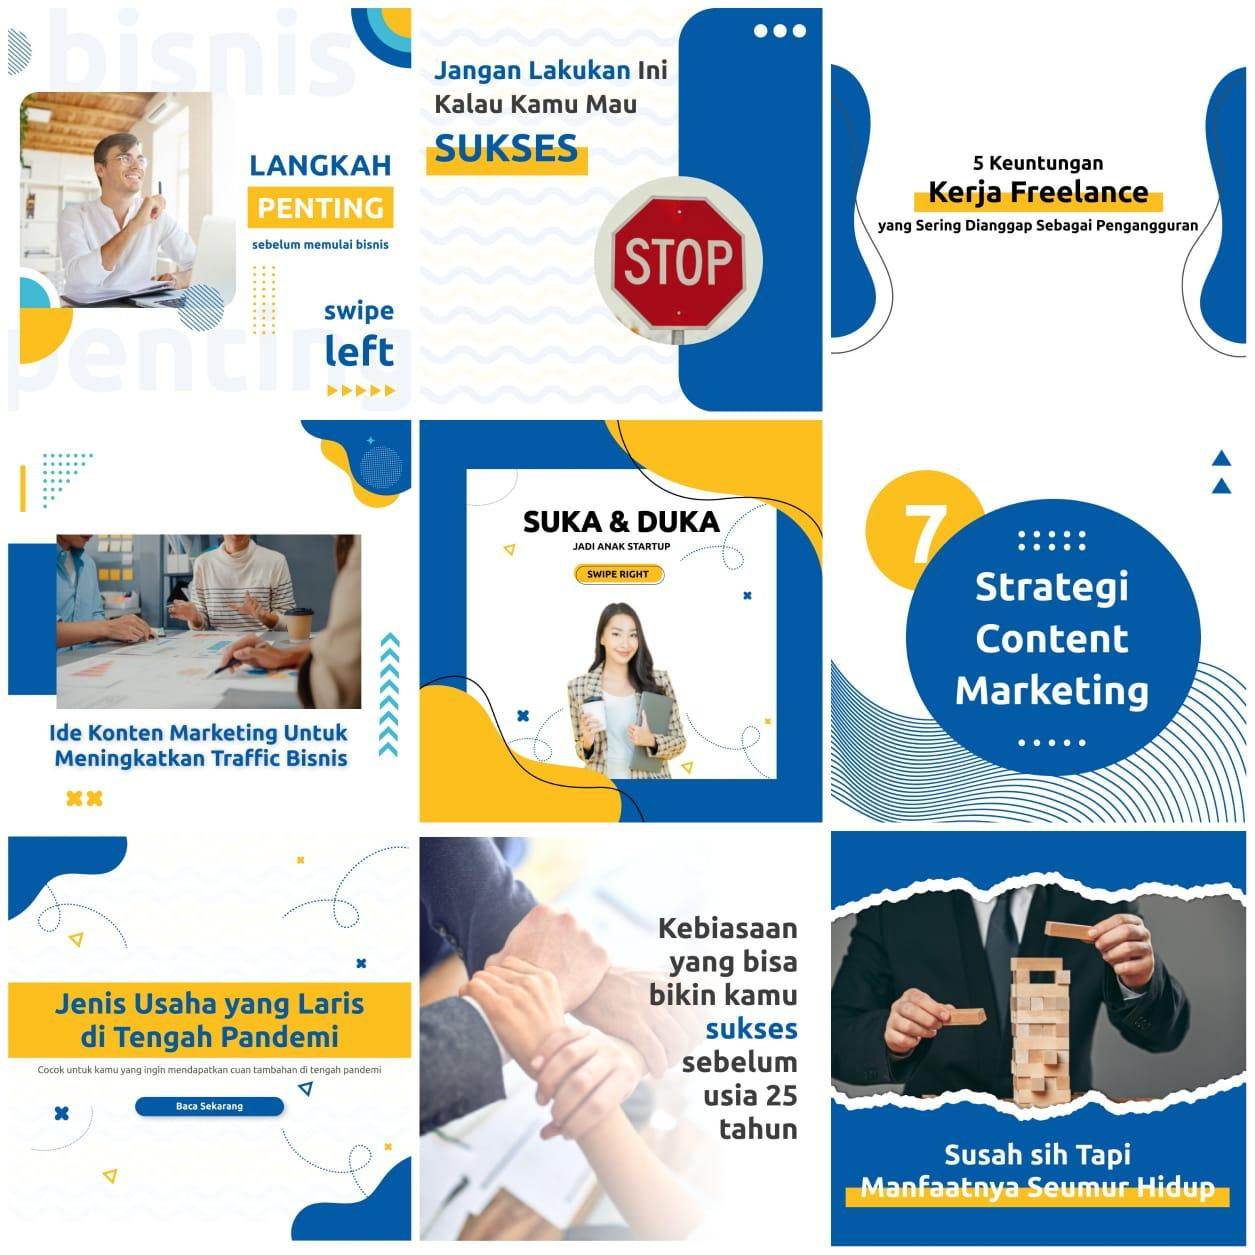 bisnis
LANGKAH
PENTING
sebelum memulai bisnis
swipe
left
penting
Jangan Lakukan Ini
Kalau Kamu Mau
SUKSES
STOP
5 Keuntungan
Kerja Freelance
yang Sering Dianggap Sebagai Pengangguran
Ide Konten Marketing Untuk
Meningkatkan Traffic Bisnis
SUKA & DUKA
JADI ANAK STARTUP
SWIPE RIGHT
7
Strategi
Content
Marketing
Jenis Usaha yang Laris
di Tengah Pandemi
Cocok untuk kamu yang ingin mendapatkan cuan tambahan di tengah pandemi
Baca Sekarang
Kebiasaan
yang bisa
bikin kamu
sukses
sebelum
usia 25
tahun
Susah sih Tapi
Manfaatnya Seumur Hidup